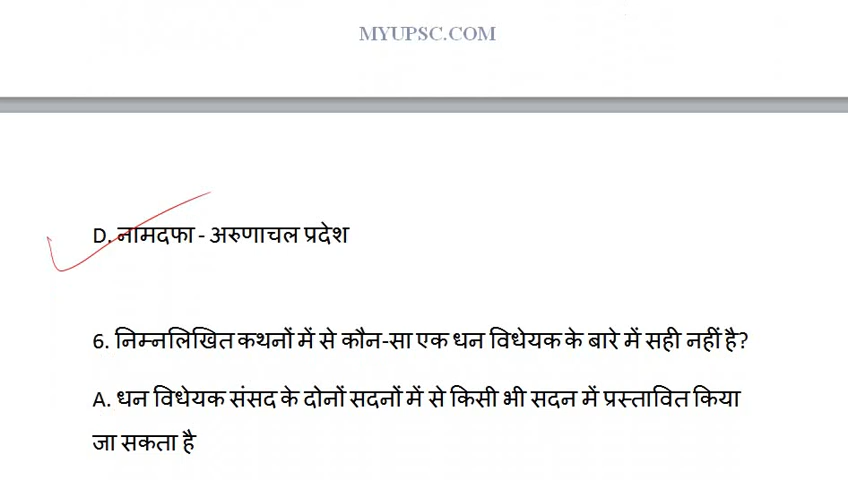 MYUPSC.COM
D. नामदफा - अरुणाचल प्रदेश
6. निम्नलिखित कथनों में से कौन-सा एक धन विधेयक के बारे में सही नहीं है?
A. धन विधेयक संसद के दोनों सदनों में से किसी भी सदन में प्रस्तावित किया
जा सकता है